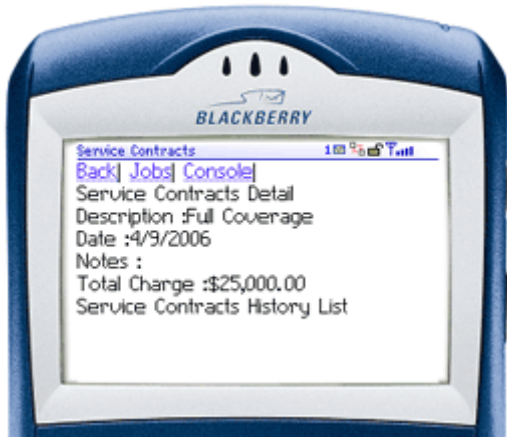 BLACKBERRY
Service Contracts 1
Back| Jobs| Console|
Service Contracts Detail
Description :Full Coverage
Date :4/9/2006
Notes :
Total Charge :$25,000.00
Service Contracts History List